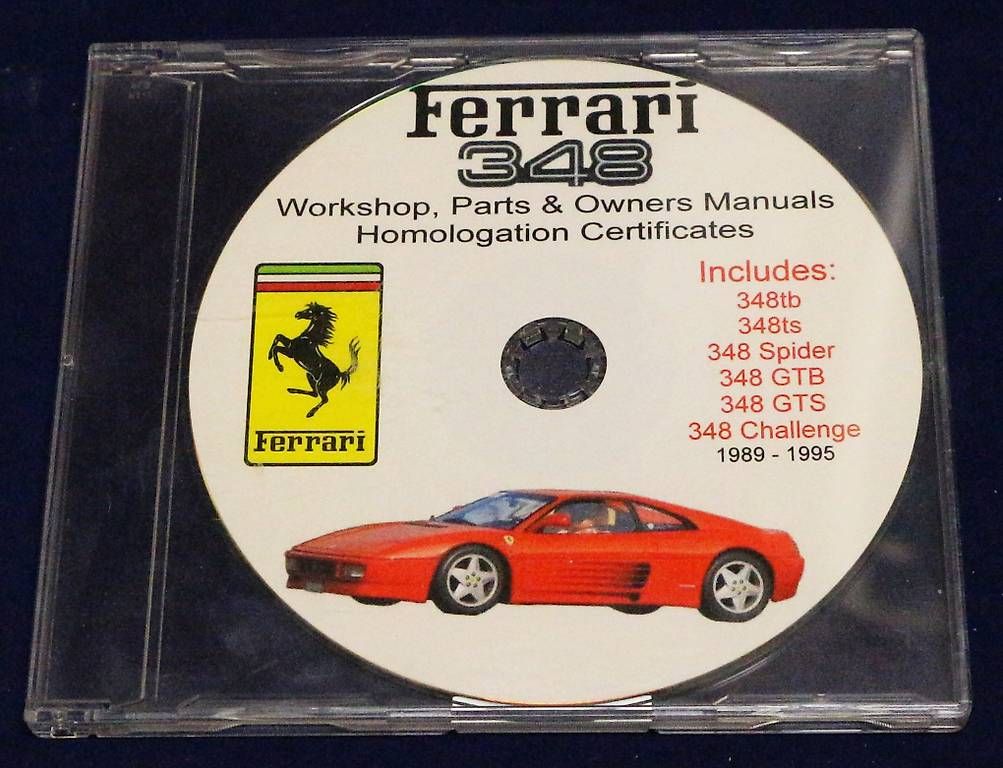 Ferrari
348
Workshop, Parts & Owners Manuals
Homologation Certificates
Includes:
348tb
348ts
348 Spider
348 GTB
348 GTS
348 Challenge
1989 - 1995
Ferrari